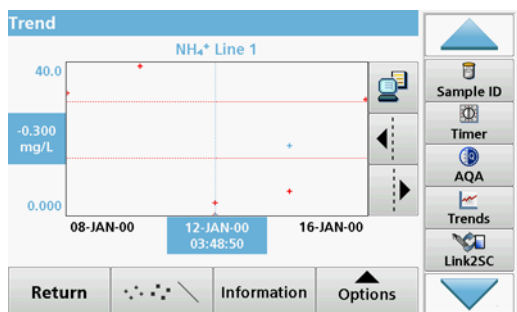 Trend
NH₄⁺ Line 1
40.0
-0.300
mg/L
0.000
08-JAN-00
12-JAN-00
03:48:50
16-JAN-00
Return
Information
Options
Sample ID
Timer
AQA
Trends
Link2SC